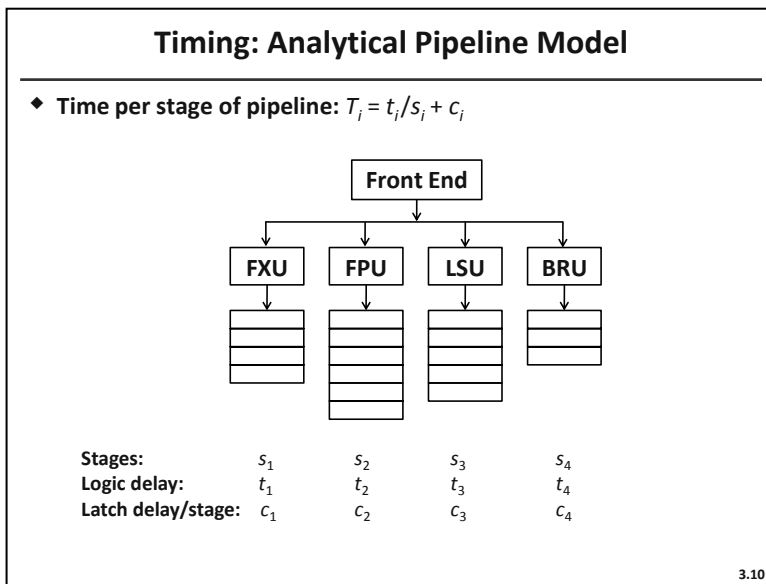 Timing: Analytical Pipeline Model
◆ Time per stage of pipeline: Tᵢ = tᵢ/sᵢ + cᵢ
Front End
FXU FPU LSU BRU
Stages: s₁ s₂ s₃ s₄
Logic delay: t₁ t₂ t₃ t₄
Latch delay/stage: c₁ c₂ c₃ c₄
3.10